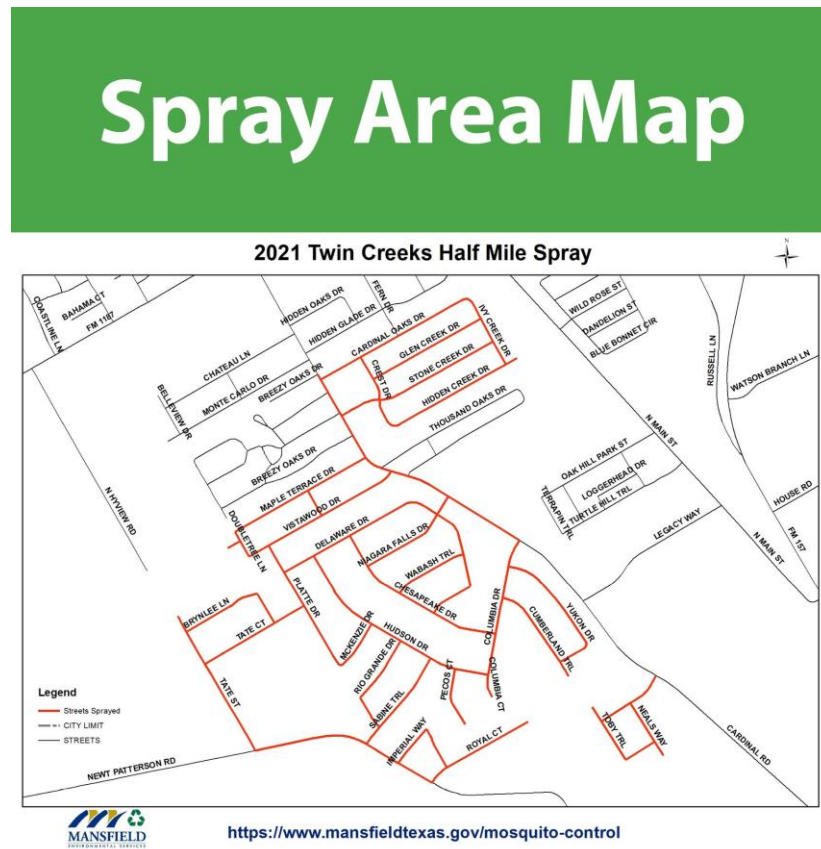 Spray Area Map
2021 Twin Creeks Half Mile Spray
N
COASTLINE LN
BAHAMA CT
FM 1187
HIDDEN OAKS DR
FERN DR
HIDDEN GLADE DR
CARDINAL OAKS DR
IVY CREEK DR
WILD ROSE ST
DANDELION ST
BLUE BONNET CIR
RUSSELL LN
WATSON BRANCH LN
CHATEAU LN
GLEN CREEK DR
CREST DR
STONE CREEK DR
BELLEVIEW DR
MONTE CARLO DR
BREEZY OAKS DR
HIDDEN CREEK DR
THOUSAND OAKS DR
N MAIN ST
OAK HILL PARK ST
BREEZY OAKS DR
LOGGERHEAD DR
MAPLE TERRACE DR
TERRAPIN TRL
TURTLE HILL TRL
HOUSE RD
N HYVIEW RD
VISTAWOOD DR
DOUBLETREE LN
DELAWARE DR
NIAGARA FALLS DR
LEGACY WAY
N MAIN ST
FM 157
WABASH TRL
PLATTE DR
CHESAPEAKE DR
BRYNLEE LN
COLUMBIA DR
YUKON DR
TATE CT
MCKENZIE DR
HUDSON DR
CUMBERLAND TRL
RIO GRANDE DR
PECOS CT
COLUMBIA CT
TATE ST
SABINE TRL
IMPERIAL WAY
ROYAL CT
TOBY TRL
NEALS WAY
CARDINAL RD
NEWT PATTERSON RD
Legend
Streets Sprayed
CITY LIMIT
STREETS
MANSFIELD
ENVIRONMENTAL SERVICES
https://www.mansfieldtexas.gov/mosquito-control